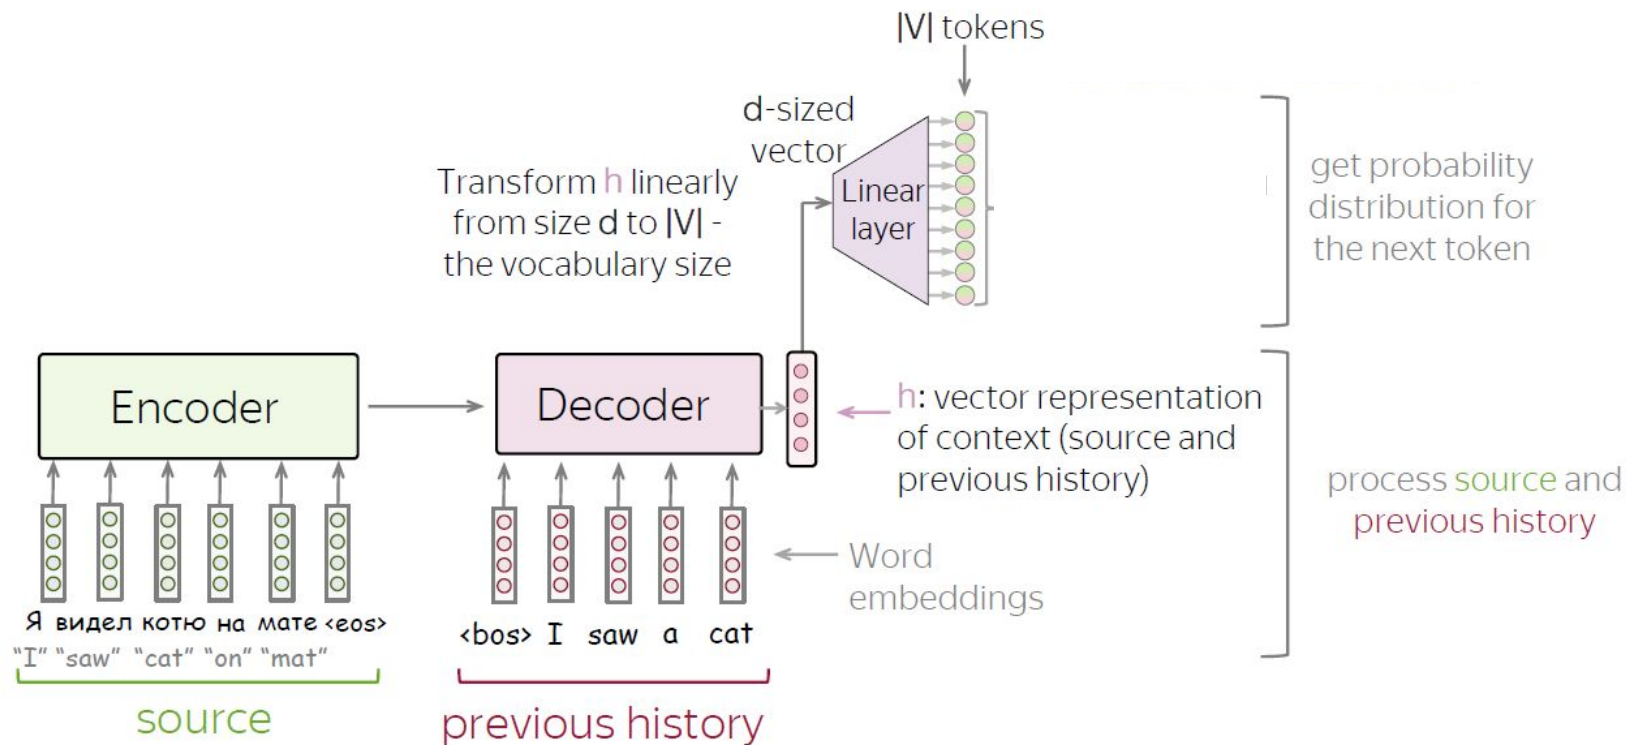 |V| tokens
d-sized
vector
Transform h linearly
from size d to |V| -
the vocabulary size
Linear
layer
get probability
distribution for
the next token
Encoder
Decoder
h: vector representation
of context (source and
previous history)
process source and
previous history
Word
embeddings
Я видел котю на мате <eos>
"I" "saw" "cat" "on" "mat"
<bos> I saw a cat
source
previous history